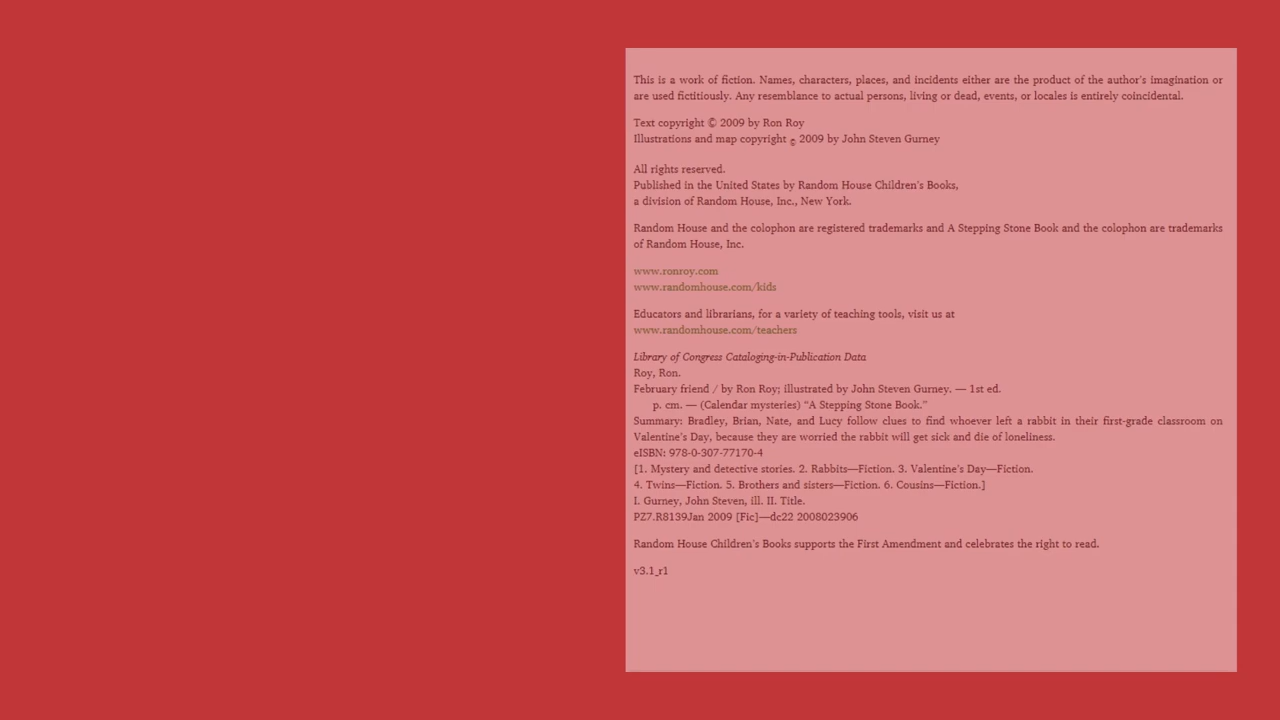 This is a work of fiction. Names, characters, places, and incidents either are the product of the author's imagination or
are used fictitiously. Any resemblance to actual persons, living or dead, events, or locales is entirely coincidental.
Text copyright © 2009 by Ron Roy
Illustrations and map copyright © 2009 by John Steven Gurney
All rights reserved.
Published in the United States by Random House Children's Books,
a division of Random House, Inc., New York.
Random House and the colophon are registered trademarks and A Stepping Stone Book and the colophon are trademarks
of Random House, Inc.
www.ronroy.com
www.randomhouse.com/kids
Educators and librarians, for a variety of teaching tools, visit us at
www.randomhouse.com/teachers
Library of Congress Cataloging-in-Publication Data
Roy, Ron.
February friend / by Ron Roy; illustrated by John Steven Gurney. — 1st ed.
p. cm. — (Calendar mysteries) “A Stepping Stone Book.”
Summary: Bradley, Brian, Nate, and Lucy follow clues to find whoever left a rabbit in their first-grade classroom on
Valentine's Day, because they are worried the rabbit will get sick and die of loneliness.
eISBN: 978-0-307-77170-4
[1. Mystery and detective stories. 2. Rabbits—Fiction. 3. Valentine's Day—Fiction.
4. Twins—Fiction. 5. Brothers and sisters—Fiction. 6. Cousins—Fiction.]
I. Gurney, John Steven, ill. II. Title.
PZ7.R8139Jan 2009 [Fic]—dc22 2008023906
Random House Children's Books supports the First Amendment and celebrates the right to read.
v3.1_r1